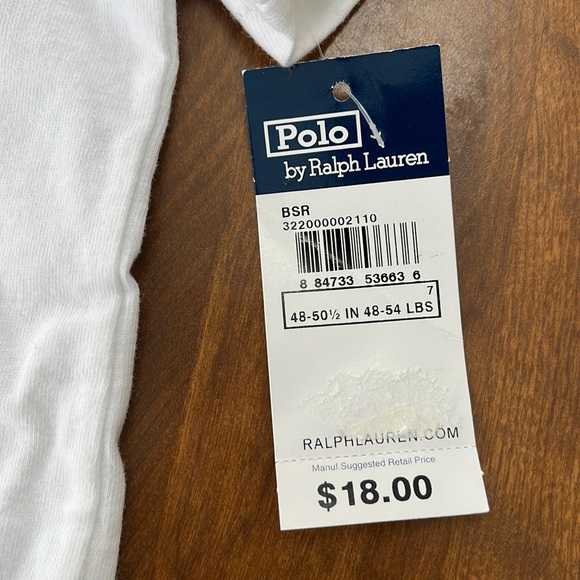 Polo
by Ralph Lauren
BSR
322000002110
8 84733 53663 6
7
48-50½ IN 48-54 LBS
RALPHLAUREN.COM
Manuf. Suggested Retail Price
$18.00